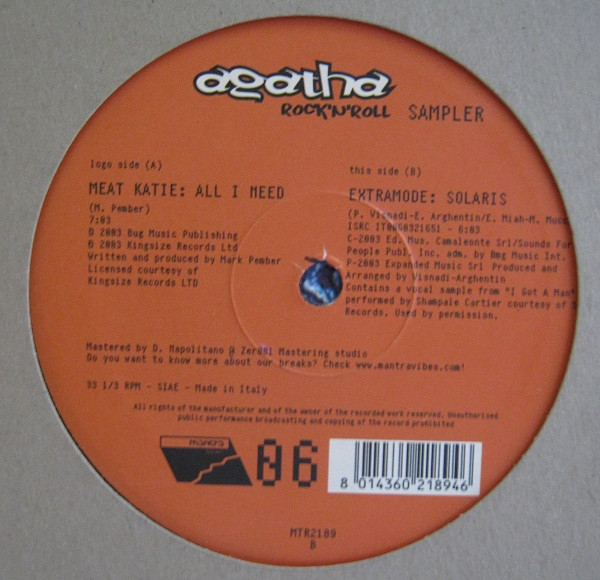 agatha
ROCK'N'ROLL SAMPLER
logo side (A)
MEAT KATIE: ALL I NEED
(M. Pember)
7:03
© 2003 Bug Music Publishing
℗ 2003 Kingsize Records Ltd
Written and produced by Mark Pember
Licensed courtesy of
Kingsize Records LTD
this side (B)
EXTRAMODE: SOLARIS
(P. Visnadi-E. Arghentin/E. Miah-M. Mucc
ISRC 6:03
C-2003 Ed. Mus. Camaleonte Srl/Sounds For
People Publ. Inc. adm. by Bmg Music Int.
P-2003 Expanded Music Srl Produced and
Arranged by Visnadi-Arghentin
Contains a vocal sample from "I Got A Man"
performed by Shampale Cartier courtesy of
Records. Used by permission.
Mastered by D. Napolitano @ Mastering studio
Do you want to know more about our breaks? Check www.mantravibes.com!
33 1/3 RPM - SIAE - Made in Italy
All rights of the manufacturer and of the owner of the recorded work reserved. Unauthorised
public performance broadcasting and copying of the record prohibited
06
8 014360 218946
MTR2189
B